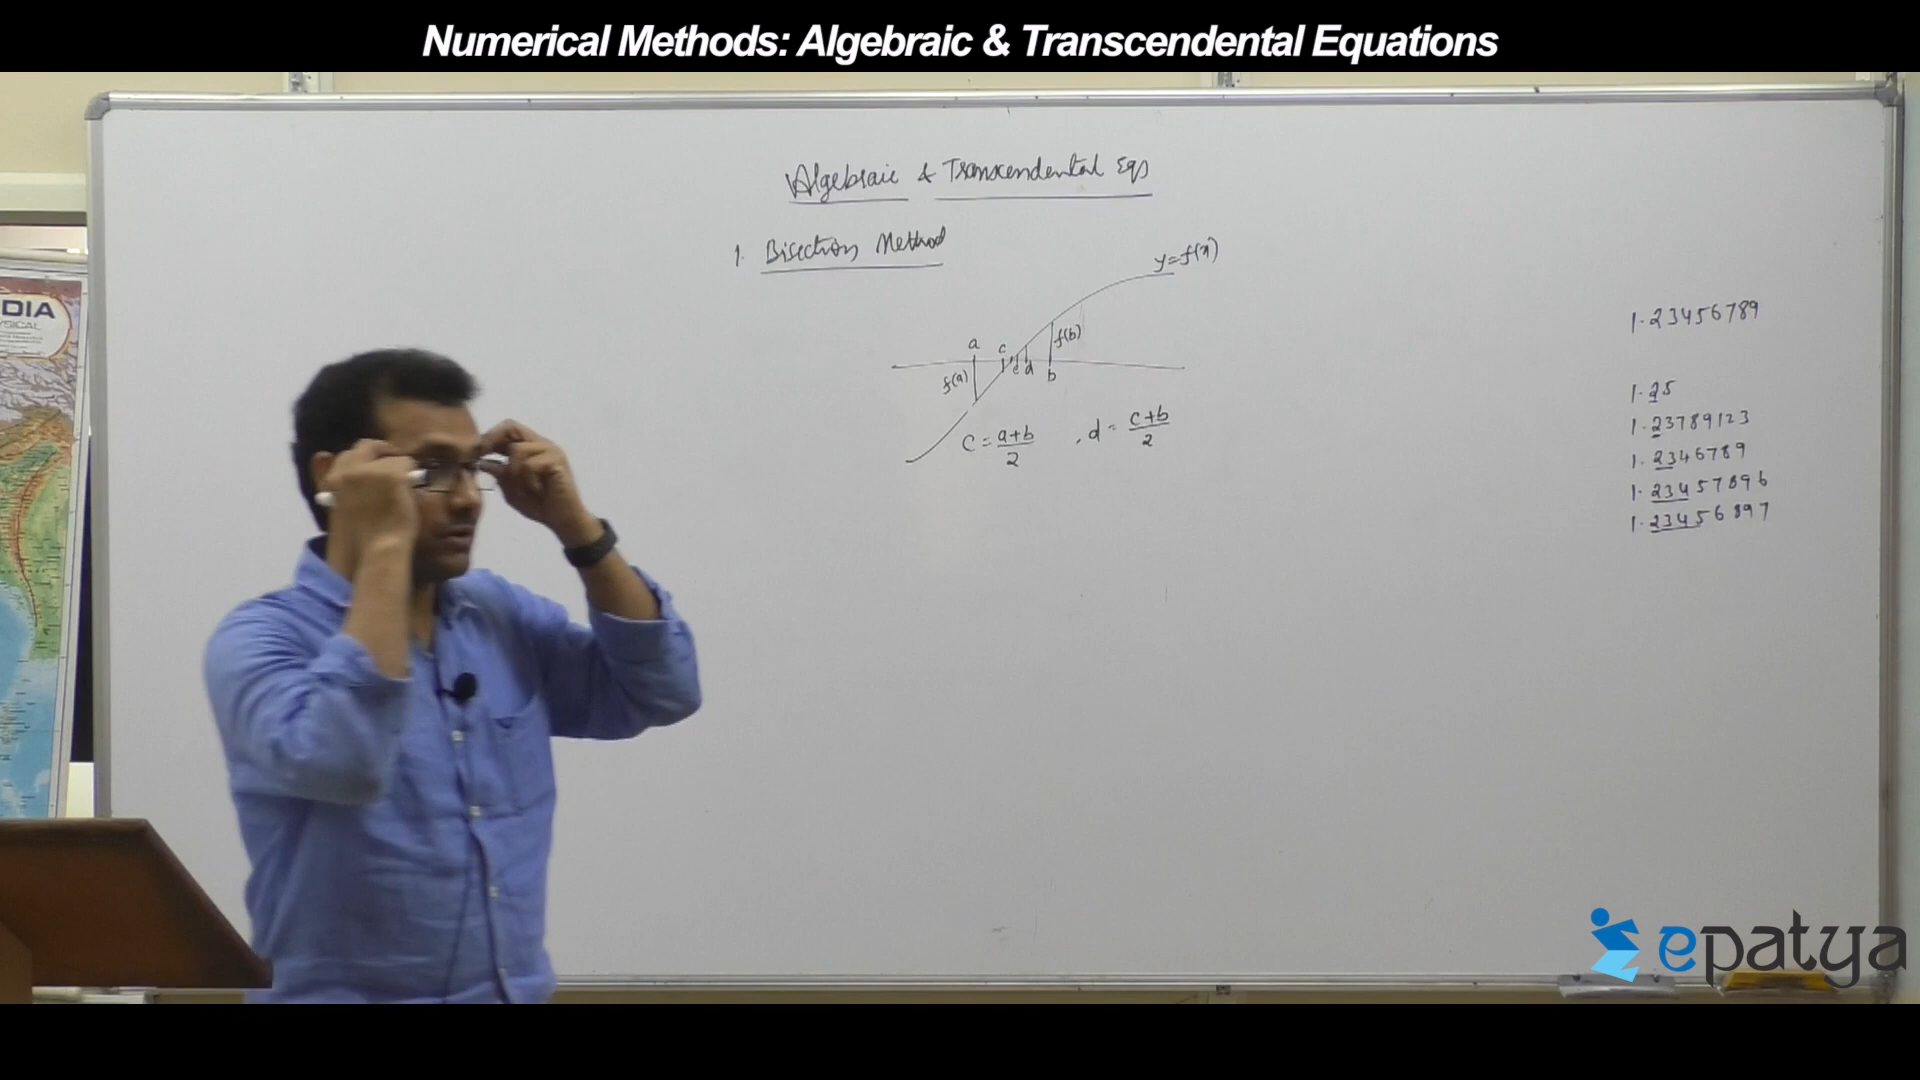 Numerical Methods: Algebraic & Transcendental Equations
Algebraic & Transcendental Eqs
1. Bisection Method
y=f(x)
a
c
f(b)
f(a)
e d
b
C = a+b/2 , d = c+b/2
1.23456789
1.25
1.23789123
1.2346789
1.23457896
1.23456897
DIA
YSICAL
epatya